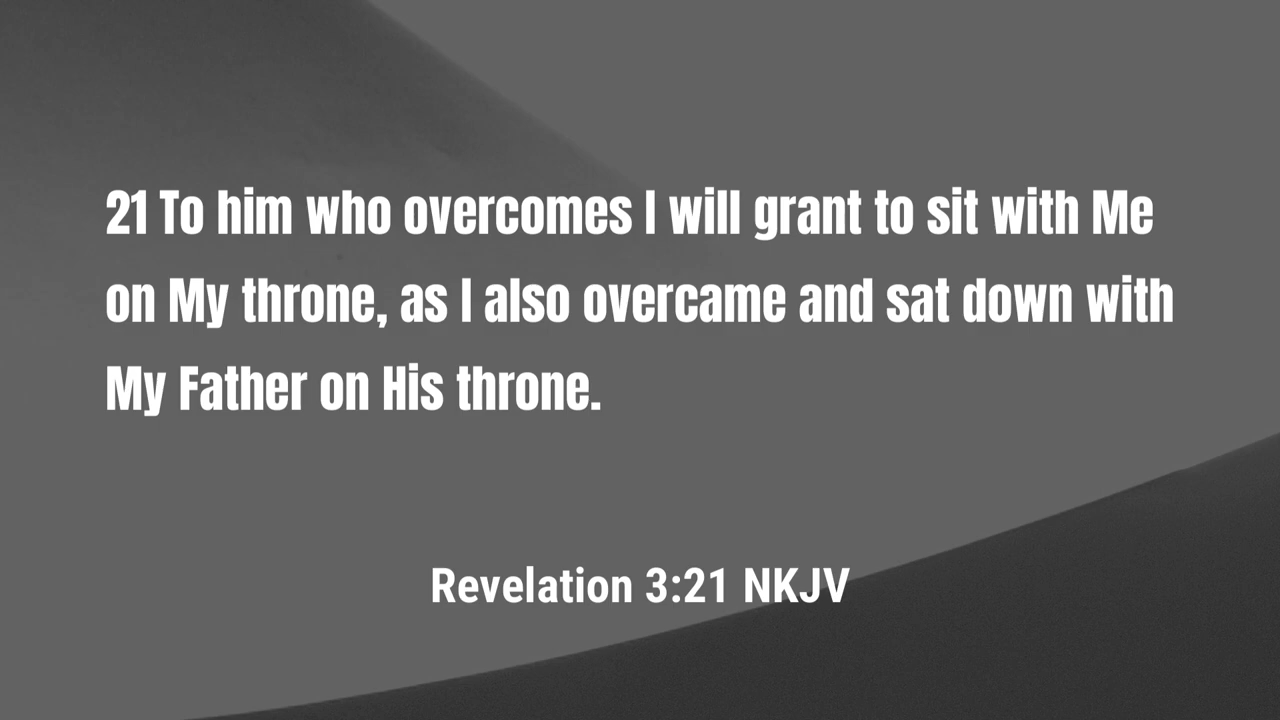 21 To him who overcomes I will grant to sit with Me
on My throne, as I also overcame and sat down with
My Father on His throne.
Revelation 3:21 NKJV